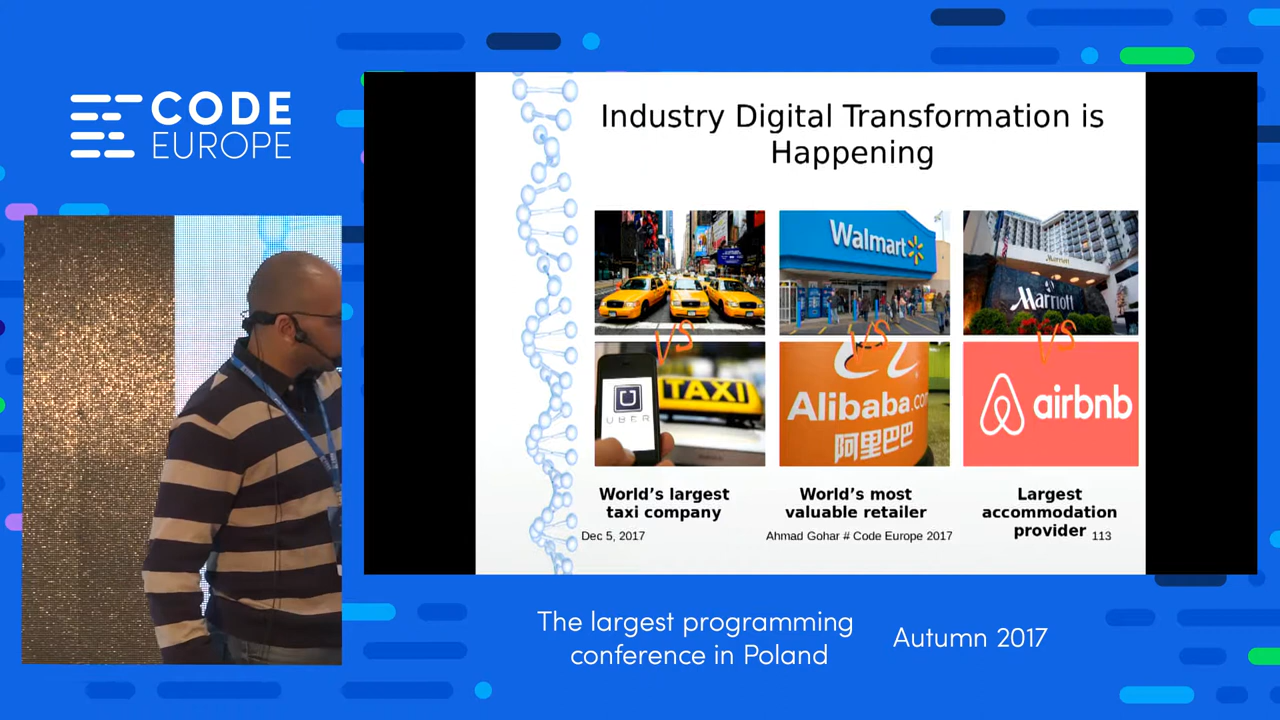 CODE
EUROPE
Industry Digital Transformation is
Happening
Walmart
Marriott
Marriott
VS
VS
VS
UBER
TAXI
Alibaba.co
阿里巴巴
airbnb
World's largest
taxi company
World's most
valuable retailer
Largest
accommodation
provider
Dec 5, 2017
Ahmad Gohar # Code Europe 2017
113
The largest programming
conference in Poland
Autumn 2017